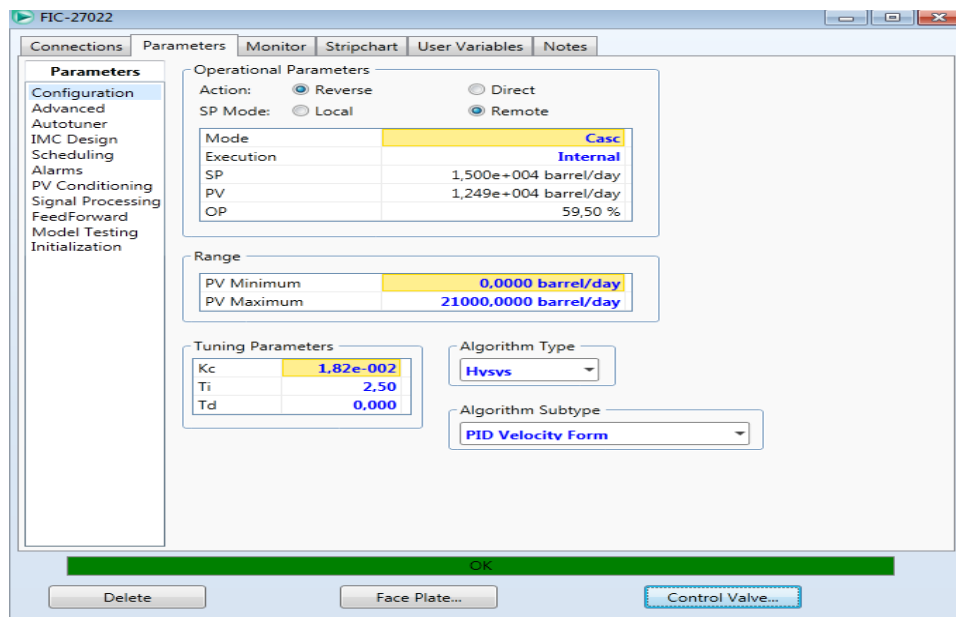 FIC-27022
Connections Parameters Monitor Stripchart User Variables Notes
Parameters
Configuration
Advanced
Autotuner
IMC Design
Scheduling
Alarms
PV Conditioning
Signal Processing
FeedForward
Model Testing
Initialization
Operational Parameters
Action: Reverse Direct
SP Mode: Local Remote
Mode Casc
Execution Internal
SP 1,500e+004 barrel/day
PV 1,249e+004 barrel/day
OP 59,50 %
Range
PV Minimum 0,0000 barrel/day
PV Maximum 21000,0000 barrel/day
Tuning Parameters
Kc 1,82e-002
Ti 2,50
Td 0,000
Algorithm Type
Hysys
Algorithm Subtype
PID Velocity Form
OK
Delete Face Plate... Control Valve...